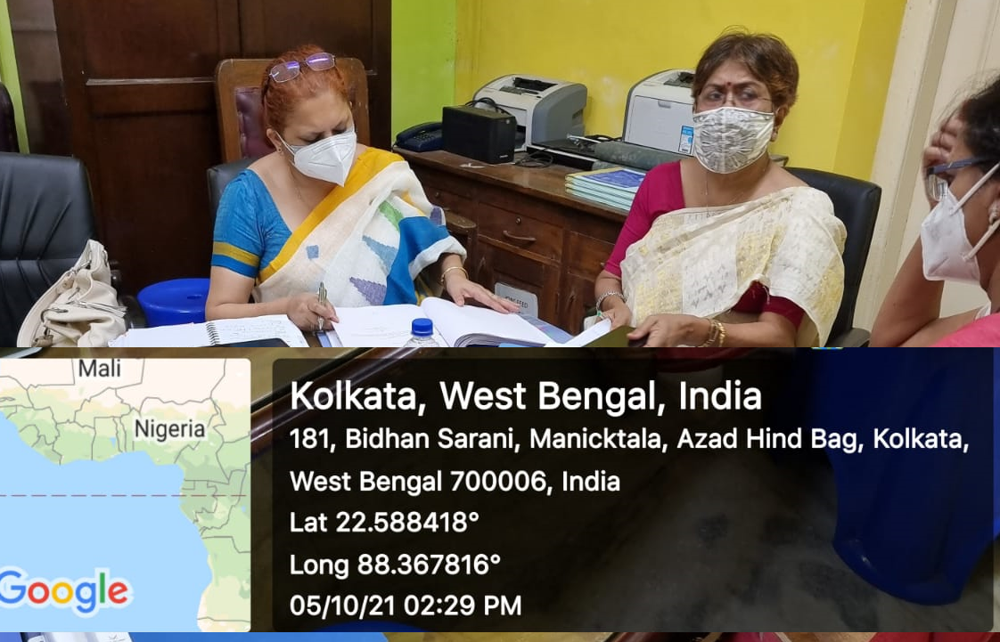 Mali
Nigeria
Google
Kolkata, West Bengal, India
181, Bidhan Sarani, Manicktala, Azad Hind Bag, Kolkata,
West Bengal 700006, India
Lat 22.588418°
Long 88.367816°
05/10/21 02:29 PM